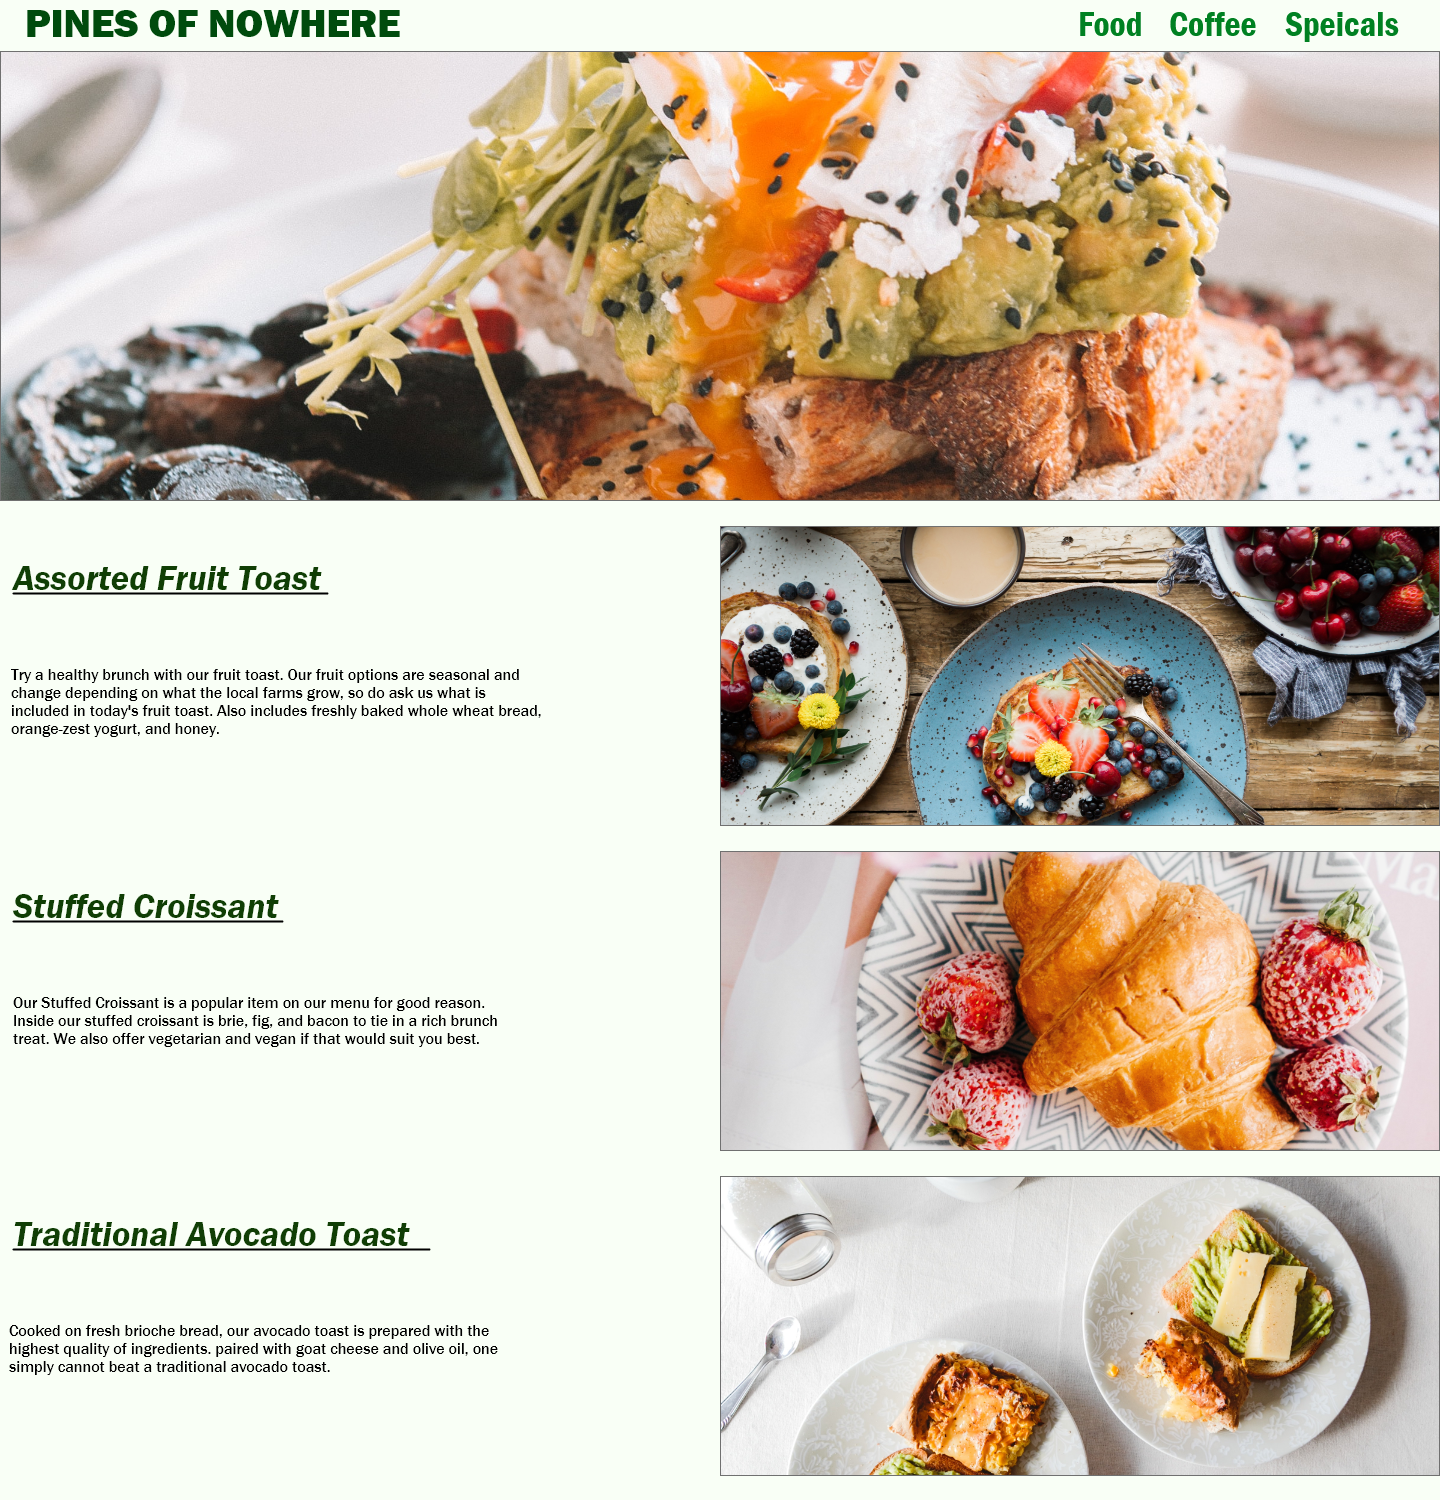 PINES OF NOWHERE
Food Coffee Speicals
Assorted Fruit Toast
Try a healthy brunch with our fruit toast. Our fruit options are seasonal and
change depending on what the local farms grow, so do ask us what is
included in today's fruit toast. Also includes freshly baked whole wheat bread,
orange-zest yogurt, and honey.
Stuffed Croissant
Ma
Our Stuffed Croissant is a popular item on our menu for good reason.
Inside our stuffed croissant is brie, fig, and bacon to tie in a rich brunch
treat. We also offer vegetarian and vegan if that would suit you best.
Traditional Avocado Toast
Cooked on fresh brioche bread, our avocado toast is prepared with the
highest quality of ingredients. paired with goat cheese and olive oil, one
simply cannot beat a traditional avocado toast.